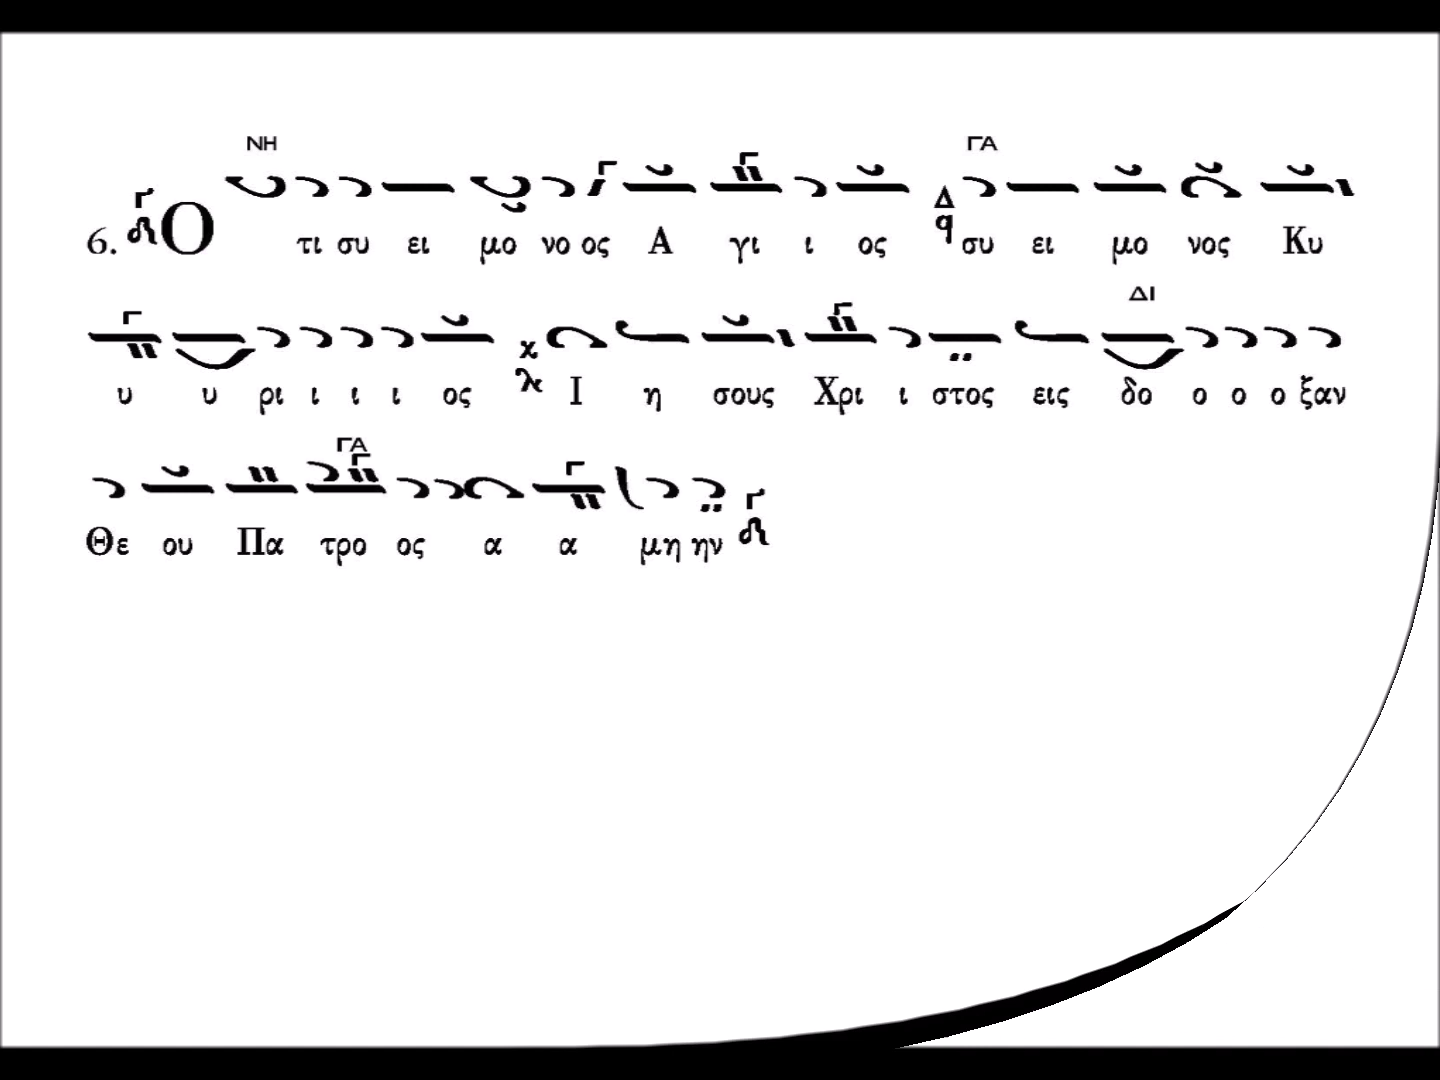 ΝΗ ΓΑ
6. Ο τι συ ει μο νο ος Α γι ι ος συ ει μο νος Κυ
ΔΙ
υ υ ρι ι ι ι ος Ι η σους Χρι ι στος εις δο ο ο ο ξαν
ΓΑ
Θε ου Πα τρο ος α α μη ην